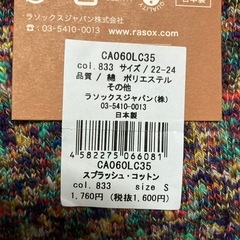 日本製
www.rasox.com
ラソックスジャパン株式会社
03-5410-0013
CA060LC35
col.833 サイズ/22-24
品質/ 綿 ポリエステル
その他
ラソックスジャパン(株)
03-5410-0013
日本製
4582275066081
CA060LC35
スプラッシュ・コットン
col.833 size S
1,760円 (税抜1,600円)